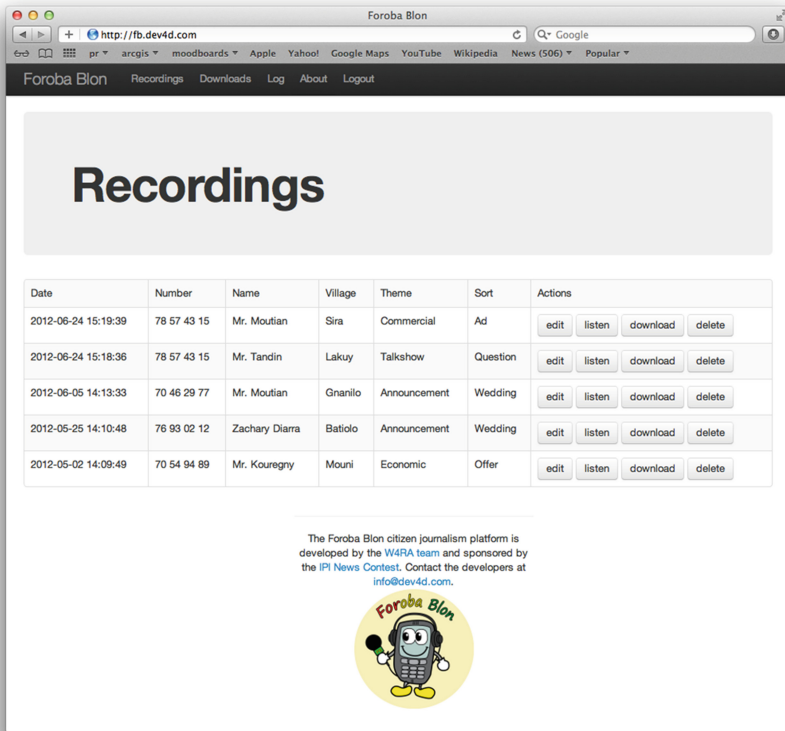 Foroba Blon
http://fb.dev4d.com
Google
pr arcgis moodboards Apple Yahoo! Google Maps YouTube Wikipedia News (506) Popular
Foroba Blon Recordings Downloads Log About Logout
Recordings
Date Number Name Village Theme Sort Actions
2012-06-24 15:19:39 78 57 43 15 Mr. Moutian Sira Commercial Ad edit listen download delete
2012-06-24 15:18:36 78 57 43 15 Mr. Tandin Lakuy Talkshow Question edit listen download delete
2012-06-05 14:13:33 70 46 29 77 Mr. Moutian Gnanilo Announcement Wedding edit listen download delete
2012-05-25 14:10:48 76 93 02 12 Zachary Diarra Batiolo Announcement Wedding edit listen download delete
2012-05-02 14:09:49 70 54 94 89 Mr. Kouregny Mouni Economic Offer edit listen download delete
The Foroba Blon citizen journalism platform is
developed by the W4RA team and sponsored by
the IPI News Contest. Contact the developers at
info@dev4d.com.
Foroba Blon